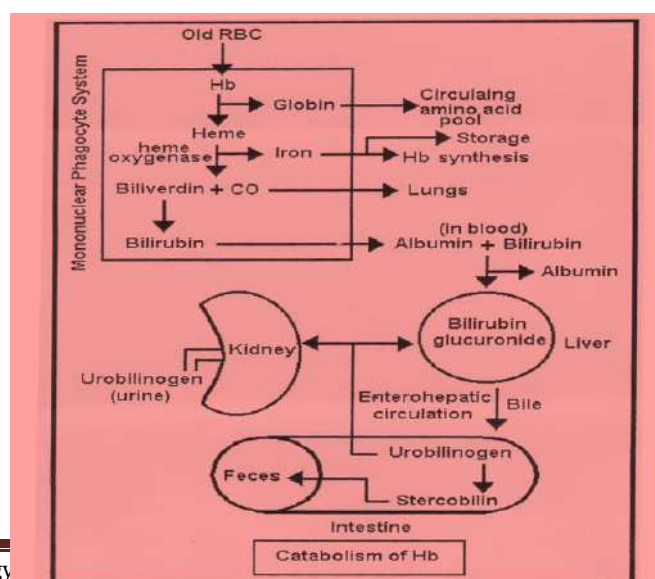 Old RBC
Mononuclear Phagocyte System
Hb
Globin
Circulaing
amino acid
pool
Heme
heme
oxygenase
Iron
Storage
Hb synthesis
Biliverdin + CO
Lungs
Bilirubin
(In blood)
Albumin + Bilirubin
Albumin
Bilirubin
glucuronide
Liver
Kidney
Urobilinogen
(urine)
Enterohepatic
circulation
Bile
Urobilinogen
Feces
Stercobilin
Intestine
Catabolism of Hb
gy